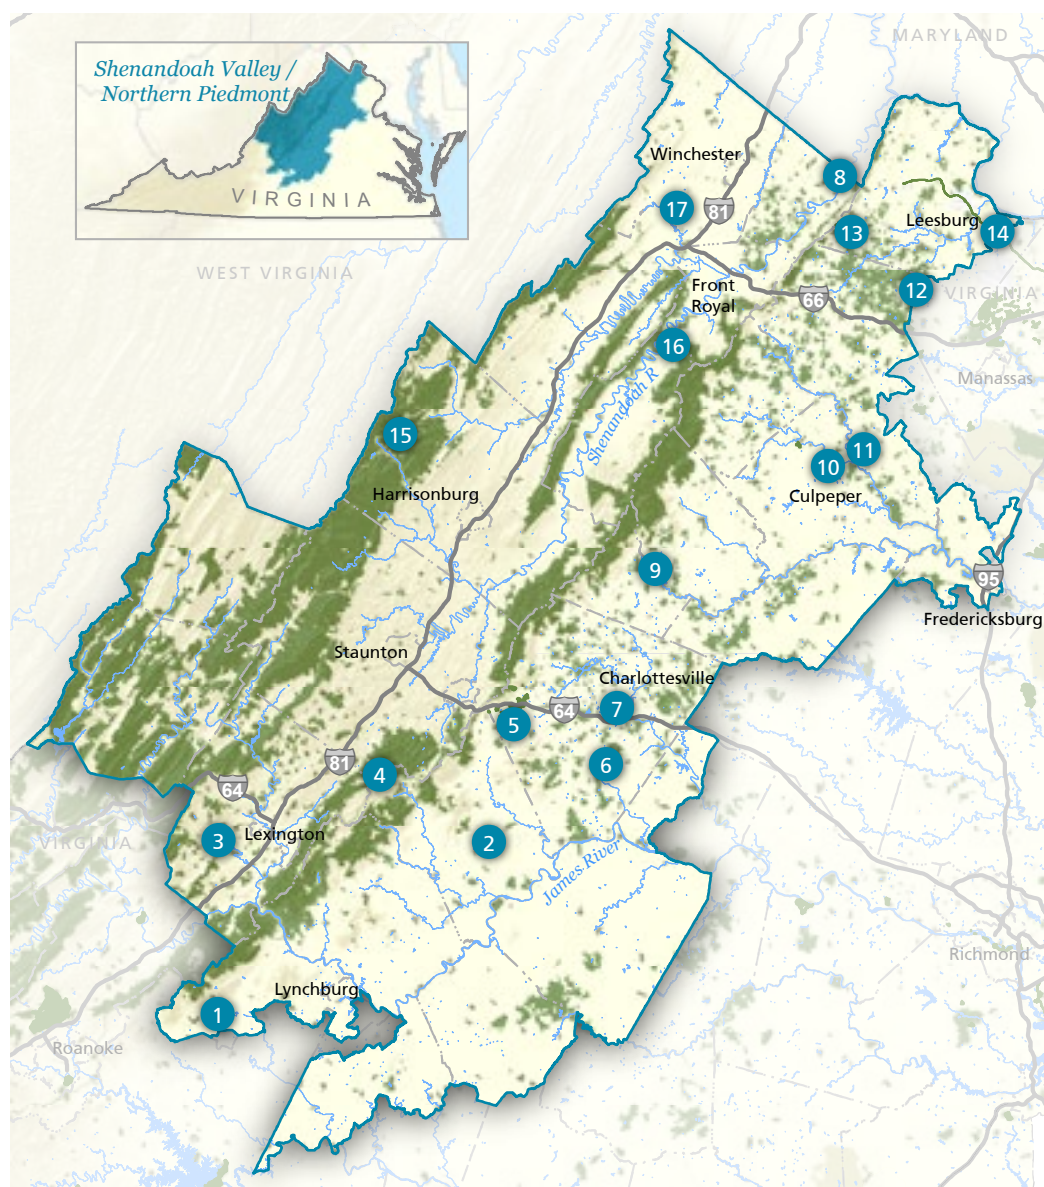 MARYLAND
Shenandoah Valley /
Northern Piedmont
VIRGINIA
WEST VIRGINIA
Winchester
8
17
81
13
Leesburg
14
Front
Royal
12
VIRGINIA
66
16
Manassas
Shenandoah R
15
11
10
Harrisonburg
Culpeper
9
95
Fredericksburg
Staunton
Charlottesville
7
64
5
81
6
4
64
Lexington
3
2
VIRGINIA
James River
Richmond
Lynchburg
1
Roanoke